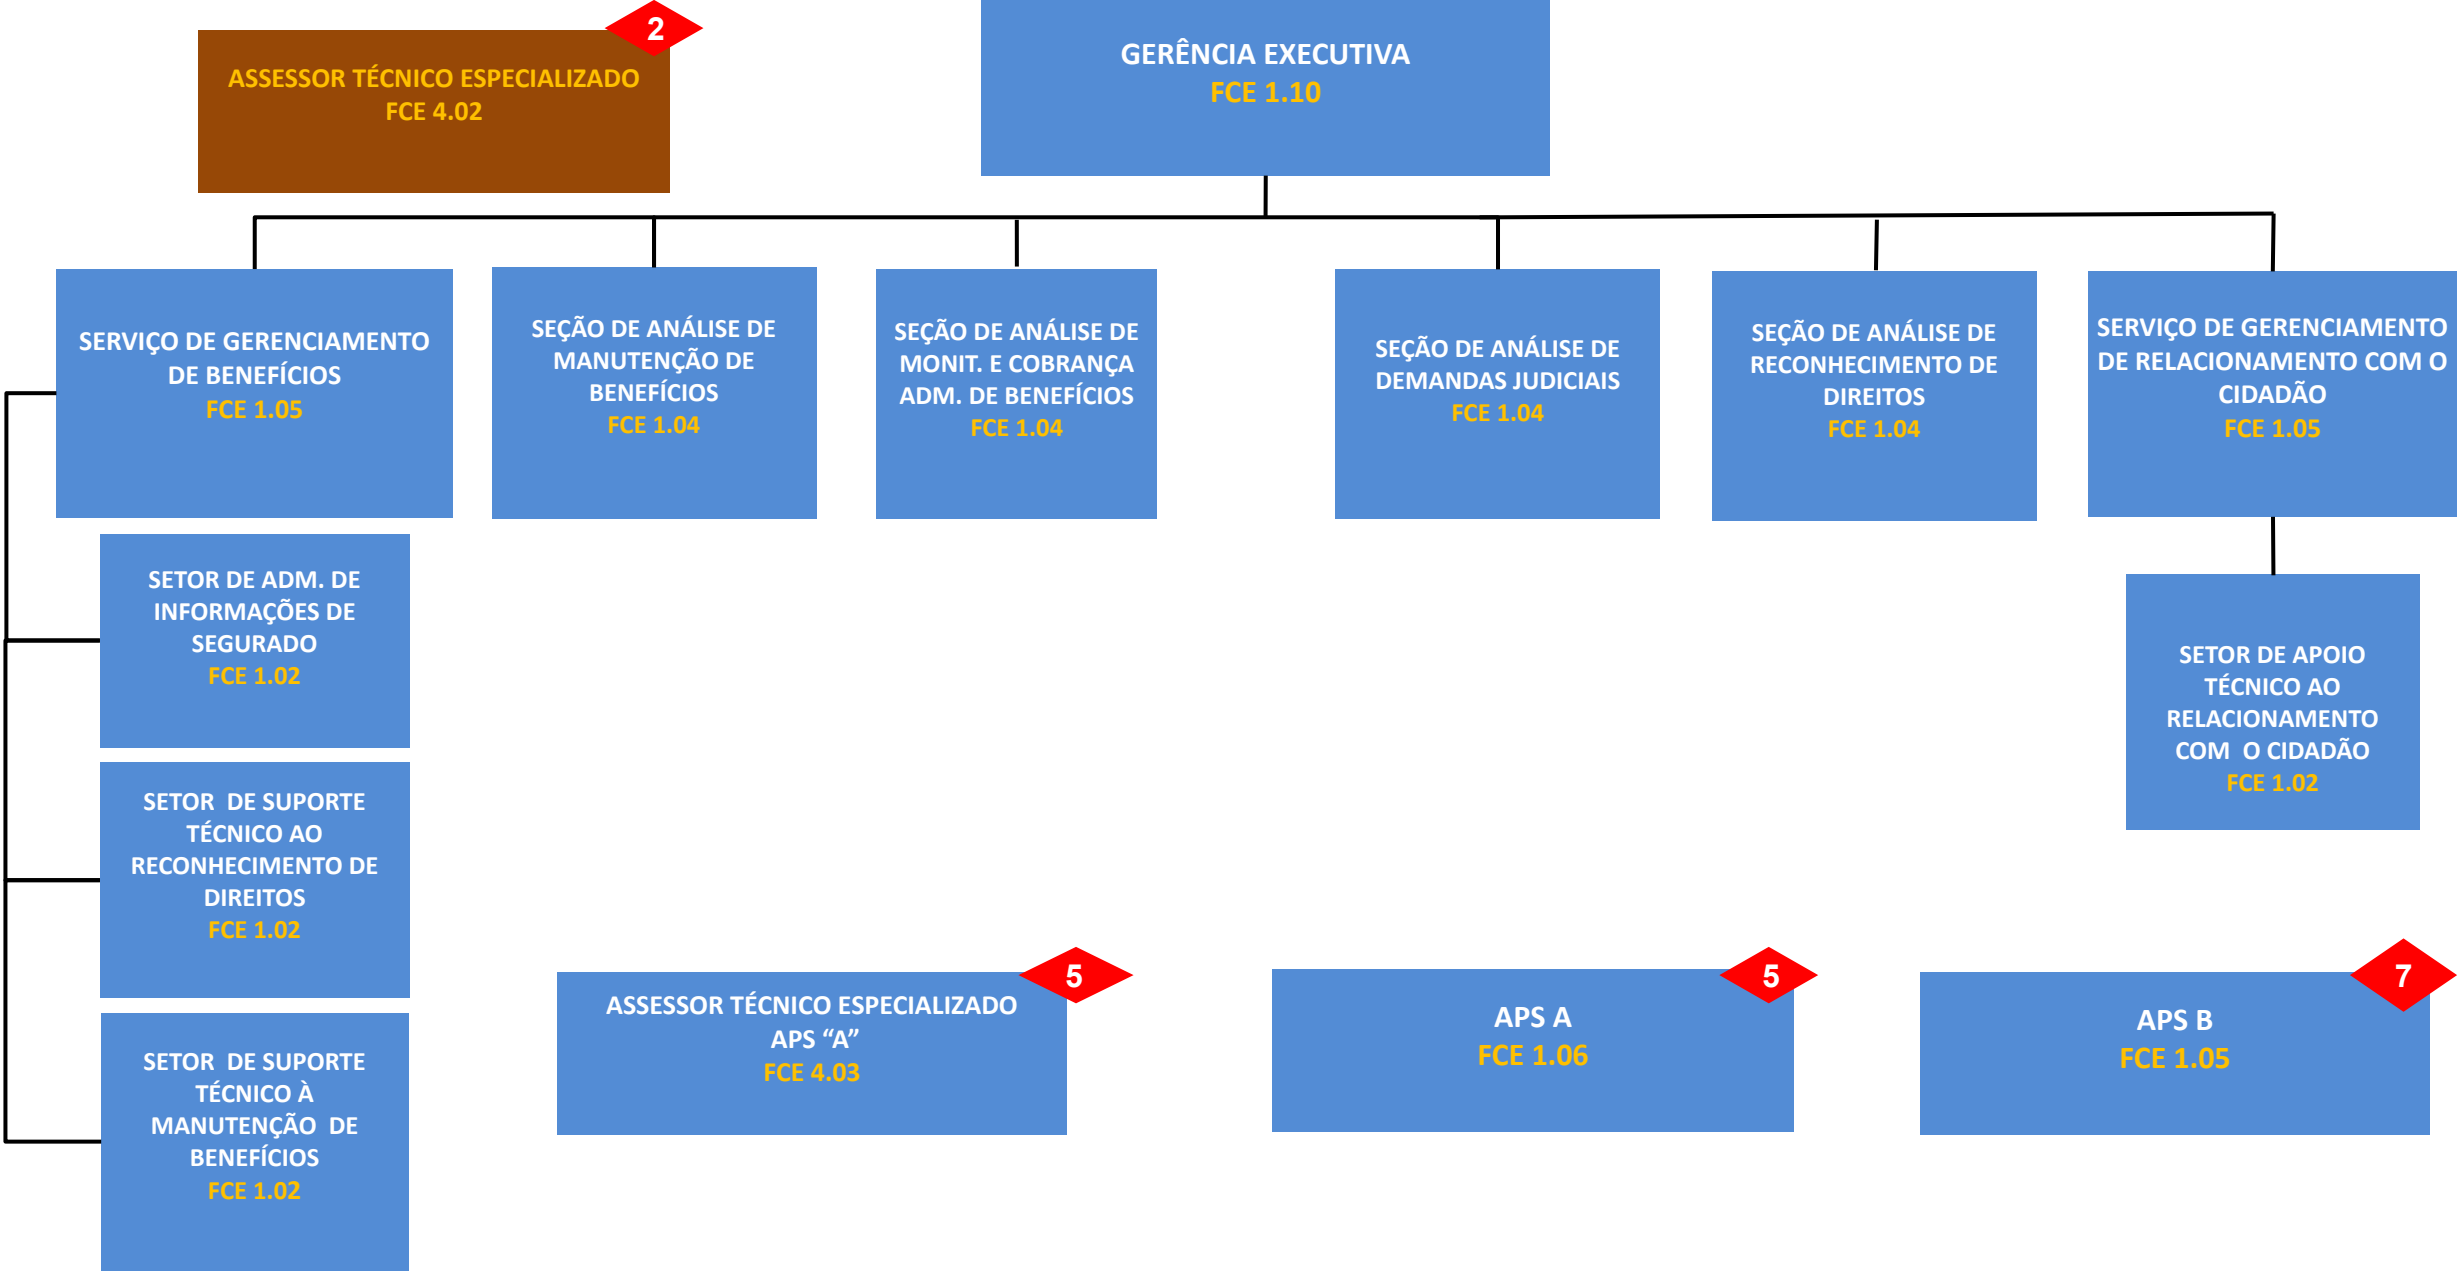 2
ASSESSOR TÉCNICO ESPECIALIZADO
FCE 4.02
GERÊNCIA EXECUTIVA
FCE 1.10
SERVIÇO DE GERENCIAMENTO
DE BENEFÍCIOS
FCE 1.05
SEÇÃO DE ANÁLISE DE
MANUTENÇÃO DE
BENEFÍCIOS
FCE 1.04
SEÇÃO DE ANÁLISE DE
MONIT. E COBRANÇA
ADM. DE BENEFÍCIOS
FCE 1.04
SEÇÃO DE ANÁLISE DE
DEMANDAS JUDICIAIS
FCE 1.04
SEÇÃO DE ANÁLISE DE
RECONHECIMENTO DE
DIREITOS
FCE 1.04
SERVIÇO DE GERENCIAMENTO
DE RELACIONAMENTO COM O
CIDADÃO
FCE 1.05
SETOR DE ADM. DE
INFORMAÇÕES DE
SEGURADO
FCE 1.02
SETOR DE APOIO
TÉCNICO AO
RELACIONAMENTO
COM O CIDADÃO
FCE 1.02
SETOR DE SUPORTE
TÉCNICO AO
RECONHECIMENTO DE
DIREITOS
FCE 1.02
SETOR DE SUPORTE
TÉCNICO À
MANUTENÇÃO DE
BENEFÍCIOS
FCE 1.02
5
ASSESSOR TÉCNICO ESPECIALIZADO
APS “A”
FCE 4.03
5
APS A
FCE 1.06
7
APS B
FCE 1.05